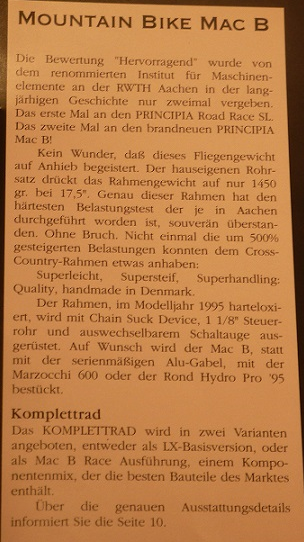 MOUNTAIN BIKE MAC B
Die Bewertung "Hervorragend" wurde von
dem renommierten Institut für Maschinen-
elemente an der RWTH Aachen in der lang-
jährigen Geschichte nur zweimal vergeben.
Das erste Mal an den PRINCIPIA Road Race SL.
Das zweite Mal an den brandneuen PRINCIPIA
Mac B!
Kein Wunder, daß dieses Fliegengewicht
auf Anhieb begeistert. Der hauseigenen Rohr-
satz drückt das Rahmengewicht auf nur 1450
gr. bei 17,5". Genau dieser Rahmen hat den
härtesten Belastungstest der je in Aachen
durchgeführt worden ist, souverän überstan-
den. Ohne Bruch. Nicht einmal die um 500%
gesteigerten Belastungen konnten dem Cross-
Country-Rahmen etwas anhaben;
Superleicht, Supersteif, Superhandling:
Quality, handmade in Denmark.
Der Rahmen, im Modelljahr 1995 harteloxi-
ert, wird mit Chain Suck Device, 1 1/8" Steuer-
rohr und auswechselbarem Schaltauge aus-
gerüstet. Auf Wunsch wird der Mac B, statt
mit der serienmäßigen Alu-Gabel, mit der
Marzocchi 600 oder der Rond Hydro Pro '95
bestückt.
Komplettrad
Das KOMPLETTRAD wird in zwei Varianten
angeboten, entweder als LX-Basisversion, oder
als Mac B Race Ausführung, einem Kompo-
nentenmix, der die besten Bauteile des Marktes
enthält.
Über die genauen Ausstattungsdetails
informiert Sie die Seite 10.